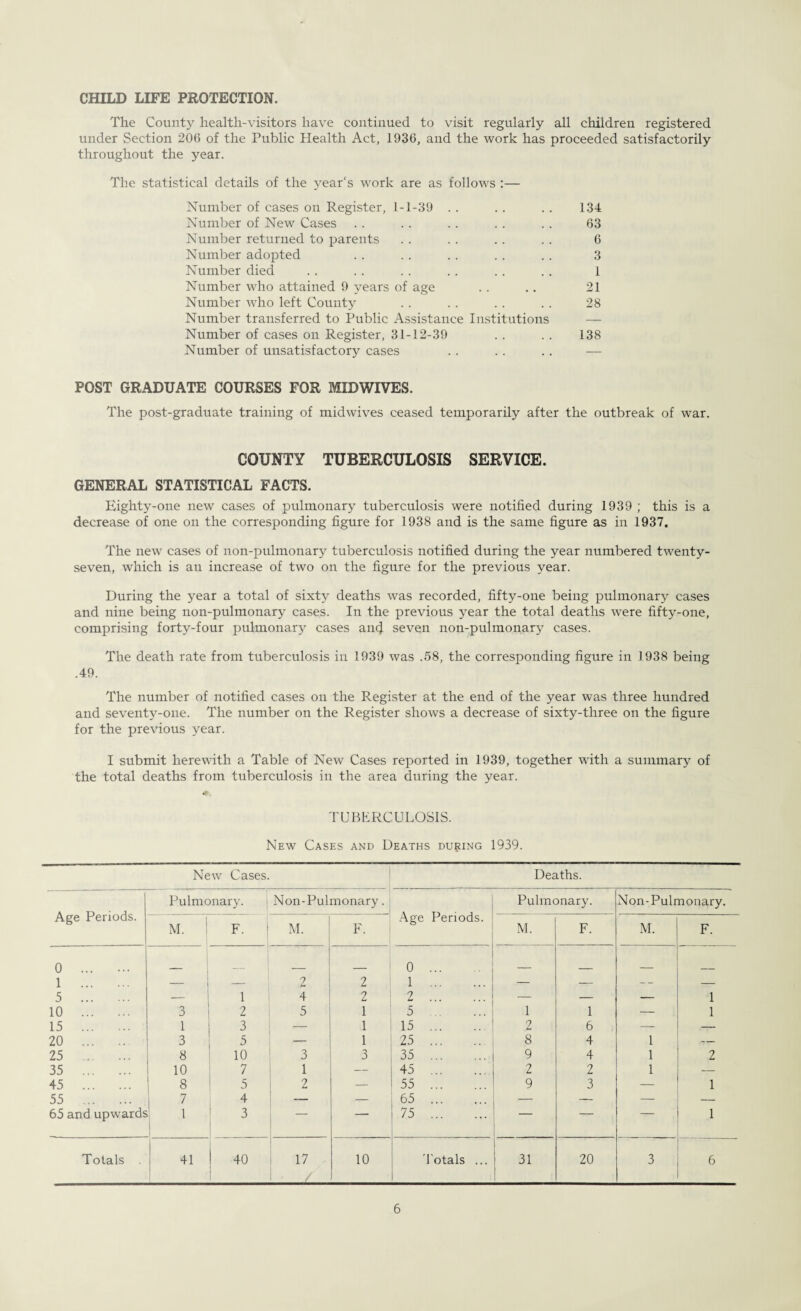 CHILD LIFE PROTECTION.
The County health-visitors have continued to visit regularly all children registered
under Section 206 of the Public Health Act, 1936, and the work has proceeded satisfactorily
throughout the year.
The statistical details of the year's work are as follows :—
Number of cases on Register, 1-1-39 . . . . . . 134
Number of New Cases . . . . . . . . . . 63
Number returned to parents . . . . . . . . 6
Number adopted . . . . . . . . . . 3
Number died . . . . . . . . . . . . 1
Number who attained 9 years of age . . . . 21
Number who left County . . . . . . . . 28
Number transferred to Public Assistance Institutions —
Number of cases on Register, 31-12-39 . . . . 138
Number of unsatisfactory cases . . . . . . —
POST GRADUATE COURSES FOR MIDWIVES.
The post-graduate training of midwives ceased temporarily after the outbreak of war.
COUNTY TUBERCULOSIS SERVICE.
GENERAL STATISTICAL FACTS.
Eighty-one new cases of pulmonary tuberculosis were notified during 1939 ; this is a
decrease of one on the corresponding figure for 1938 and is the same figure as in 1937.
The new cases of non-pulmonary tuberculosis notified during the year numbered twenty-
seven, which is an increase of two on the figure for the previous year.
During the year a total of sixty deaths was recorded, fifty-one being pulmonary cases
and nine being non-pulmonary cases. In the previous year the total deaths were fifty-one,
comprising forty-four pulmonary cases and seven non-pulmonary cases.
The death rate from tuberculosis in 1939 was .58, the corresponding figure in 1938 being
.49.
The number of notified cases on the Register at the end of the year was three hundred
and seventy-one. The number on the Register shows a decrease of sixty-three on the figure
for the previous year.
I submit herewith a Table of New Cases reported in 1939, together with a summary of
the total deaths from tuberculosis in the area during the year.
TUBERCULOSIS.
New Cases and Deaths during 1939.
New Cases. Deaths.
Age Periods. Pulmonary. Non-Pulmonary. Age Periods. Pulmonary. Non-Pulmonary.
M. F. M. F. M. F. M. F.
0 ... ... — — — — 0 ... ... — — — —
1 ... ... — — 2 2 1 ... ... — — — —
5 ... ... — 1 4 2 2 ... ... — — — 1
10 ... ... 3 2 5 1 5 ... ... 1 1 — 1
15 ... ... 1 3 — 1 15 ... ... 2 6 — —
20 ... ... 3 5 — 1 25 ... ... 8 4 1 —
25 ... ... 8 10 3 3 35 ... ... 9 4 1 2
35 ... ... 10 7 1 — 45 ... ... 2 2 1 —
45 ... ... 8 5 2 — 55 ... ... 9 3 — 1
55 ... ... 7 4 — — 65 ... ... — — — —
65 and upwards 1 3 — — 75 ... ... — — — 1
Totals . 41 40 17 10 Totals ... 31 20 3 6
6